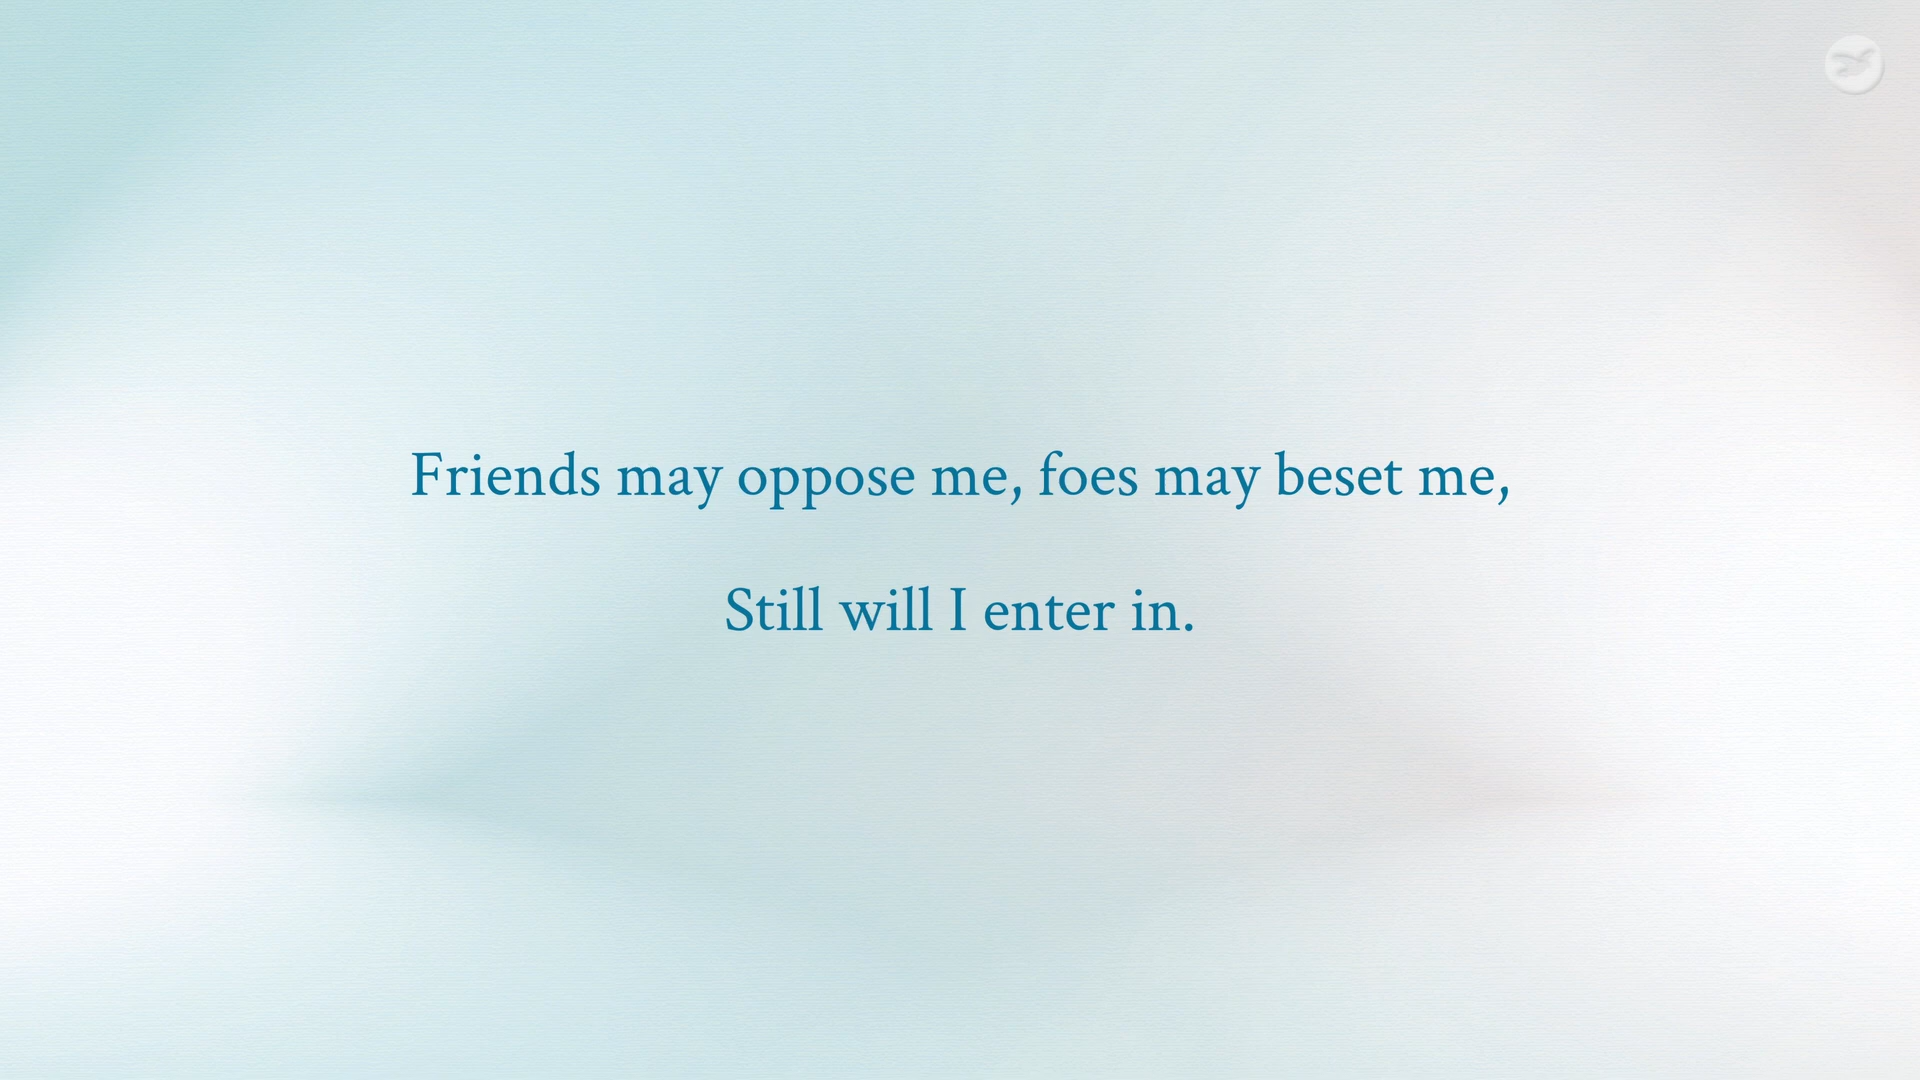 Friends may oppose me, foes may beset me,
Still will I enter in.